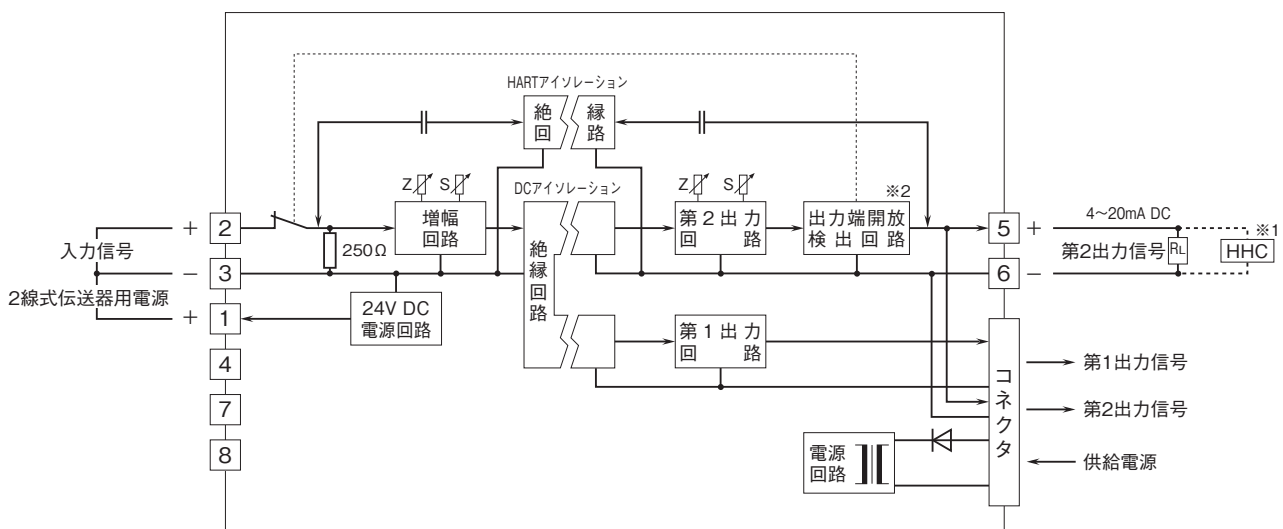 HARTアイソレーション
絶回
縁路
Z
S
DCアイソレーション
Z
S
※2
増幅
回路
第2出力
回路
出力端開放
検出回路
+
2
250Ω
5
+
4~20mA DC
※1
入力信号
第2出力信号
RL
HHC
−
3
絶縁回路
6
−
2線式伝送器用電源
24V DC
電源回路
+
1
第1出力
回路
4
コネクタ
第1出力信号
7
第2出力信号
8
電源
回路
供給電源